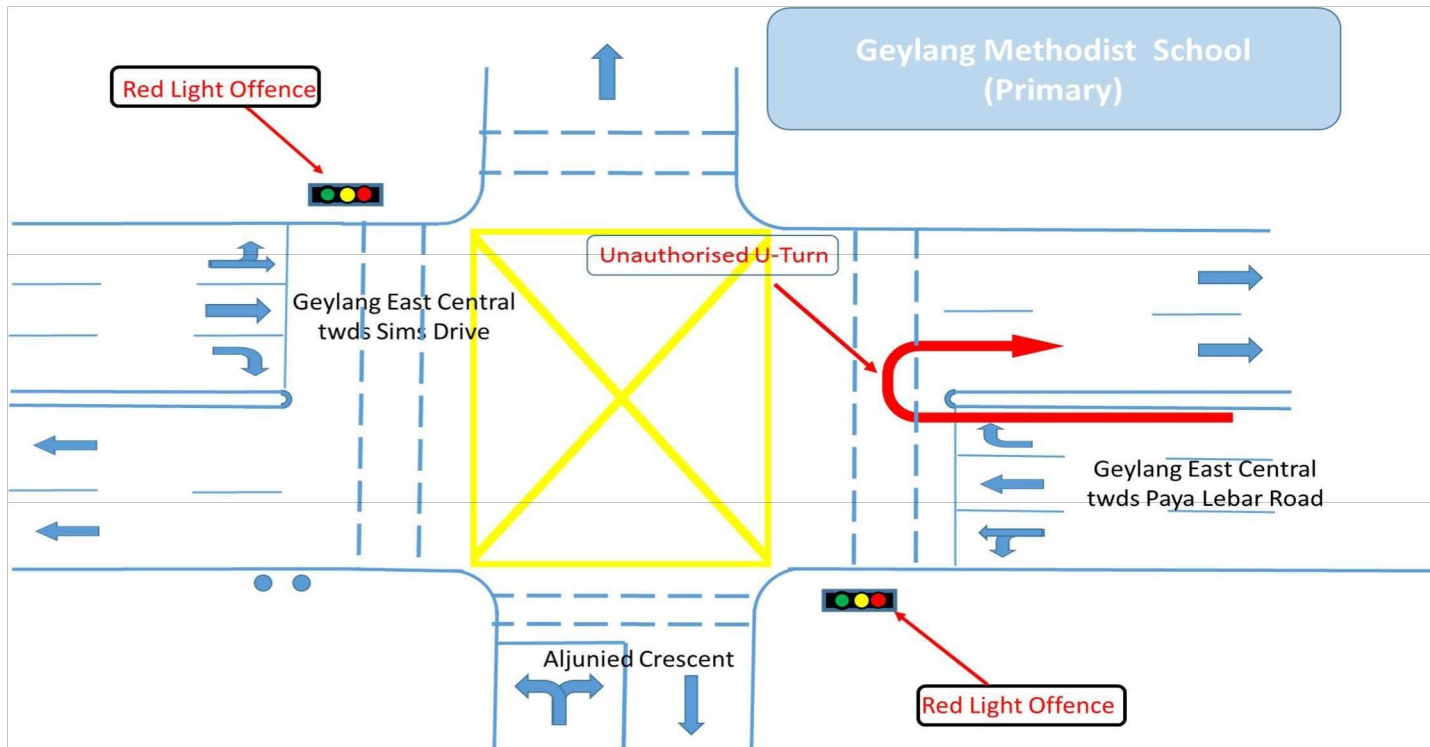 Geylang Methodist School
(Primary)
Red Light Offence
Unauthorised U-Turn
Geylang East Central
twds Sims Drive
Geylang East Central
twds Paya Lebar Road
Aljunied Crescent
Red Light Offence